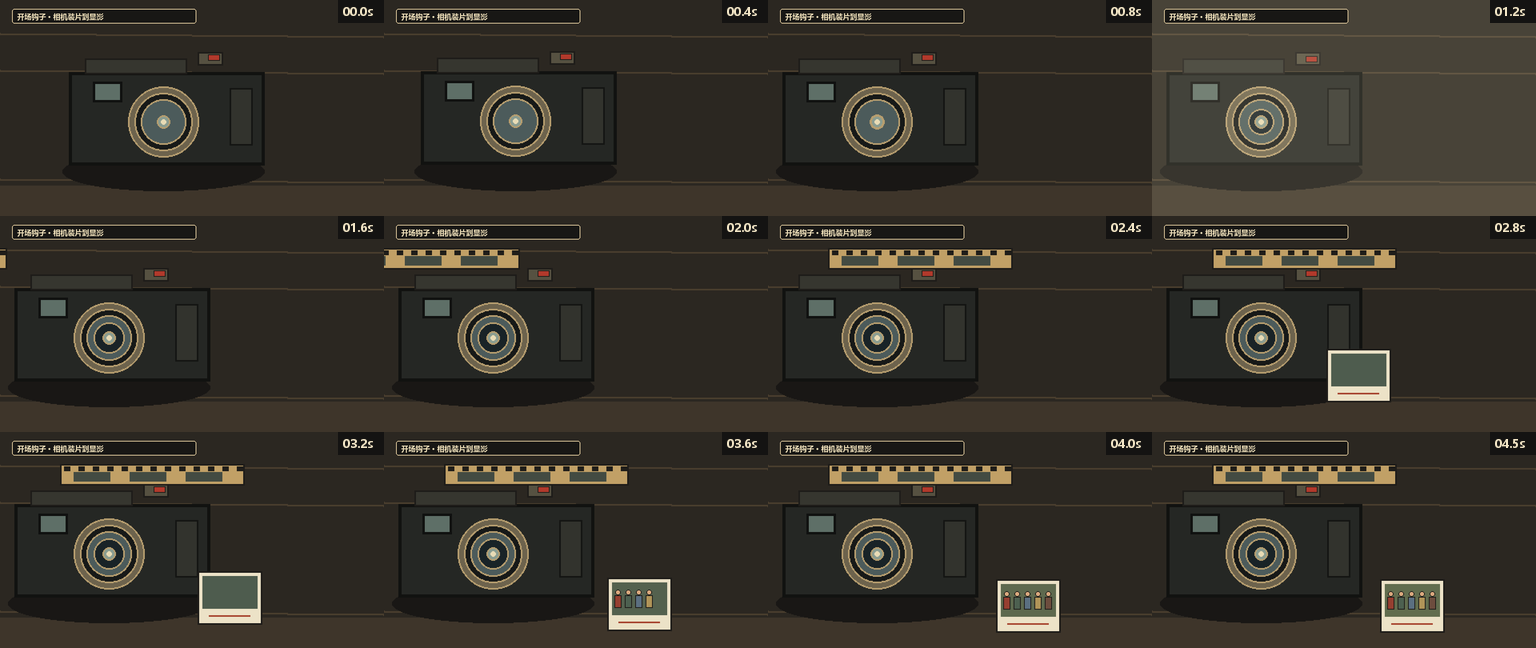 开场钩子·相机装片到显影 00.0s
开场钩子·相机装片到显影 00.4s
开场钩子·相机装片到显影 00.8s
开场钩子·相机装片到显影 01.2s
开场钩子·相机装片到显影 01.6s
开场钩子·相机装片到显影 02.0s
开场钩子·相机装片到显影 02.4s
开场钩子·相机装片到显影 02.8s
开场钩子·相机装片到显影 03.2s
开场钩子·相机装片到显影 03.6s
开场钩子·相机装片到显影 04.0s
开场钩子·相机装片到显影 04.5s